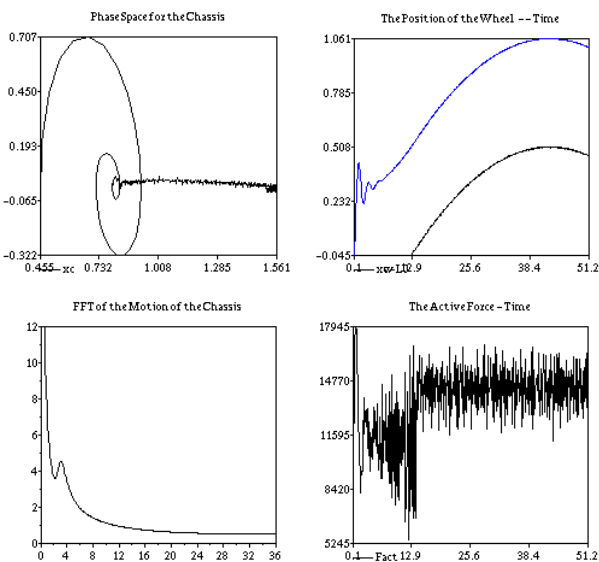 Phase Space for the Chassis
0.707
0.450
0.193
-0.065
-0.322
0.455 0.732 1.008 1.285 1.561
xc
The Position of the Wheel -- Time
1.061
0.785
0.508
0.232
-0.045
0.1 12.9 25.6 38.4 51.2
FFT of the Motion of the Chassis
12
10
8
6
4
2
0
0 4 8 12 16 20 24 28 32 36
The Active Force - Time
17945
14770
11595
8420
5245
0.1 12.9 25.6 38.4 51.2
Fact